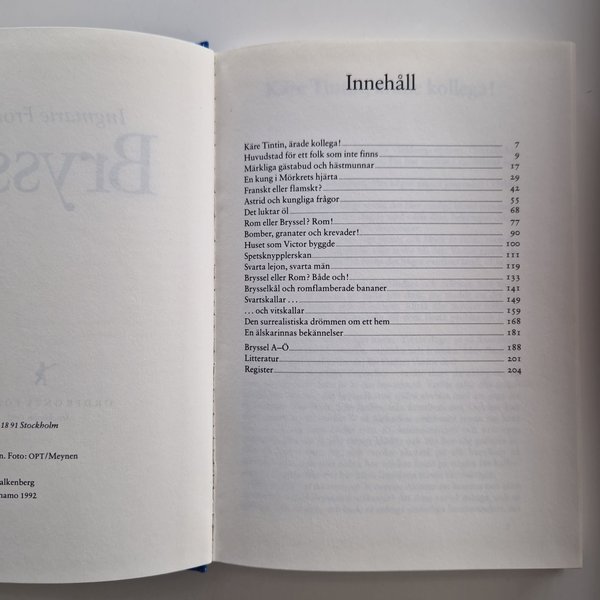 18 91 Stockholm
n. Foto: OPT/Meynen
alkenberg
namo 1992
Innehåll
Käre Tintin, ärade kollega! 7
Huvudstad för ett folk som inte finns 9
Märkliga gästabud och hästmunnar 17
En kung i Mörkrets hjärta 29
Franskt eller flamskt? 42
Astrid och kungliga frågor 55
Det luktar öl 68
Rom eller Bryssel? Rom! 77
Bomber, granater och krevader! 90
Huset som Victor byggde 100
Spetsknypplerskan 111
Svarta lejon, svarta män 119
Bryssel eller Rom? Både och! 133
Brysselkål och romflamberade bananer 141
Svartskallar … 149
… och vitskallar 159
Den surrealistiska drömmen om ett hem 168
En älskarinnas bekännelser 181
Bryssel A–Ö 188
Litteratur 201
Register 204